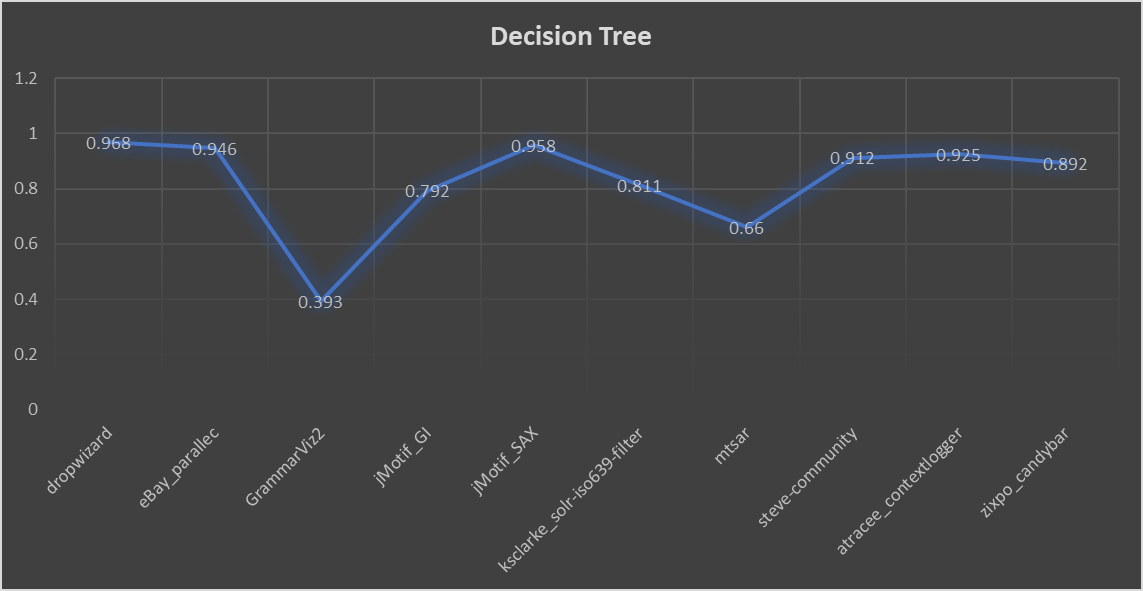 Decision Tree
1.2
1
0.8
0.6
0.4
0.2
0
0.968
0.946
0.393
0.792
0.958
0.811
0.66
0.912
0.925
0.892
dropwizard
eBay_parallec
GrammarViz2
jMotif_GI
jMotif_SAX
ksclarke_solr-iso639-filter
mtsar
steve-community
atracee_contextlogger
zixpo_candybar